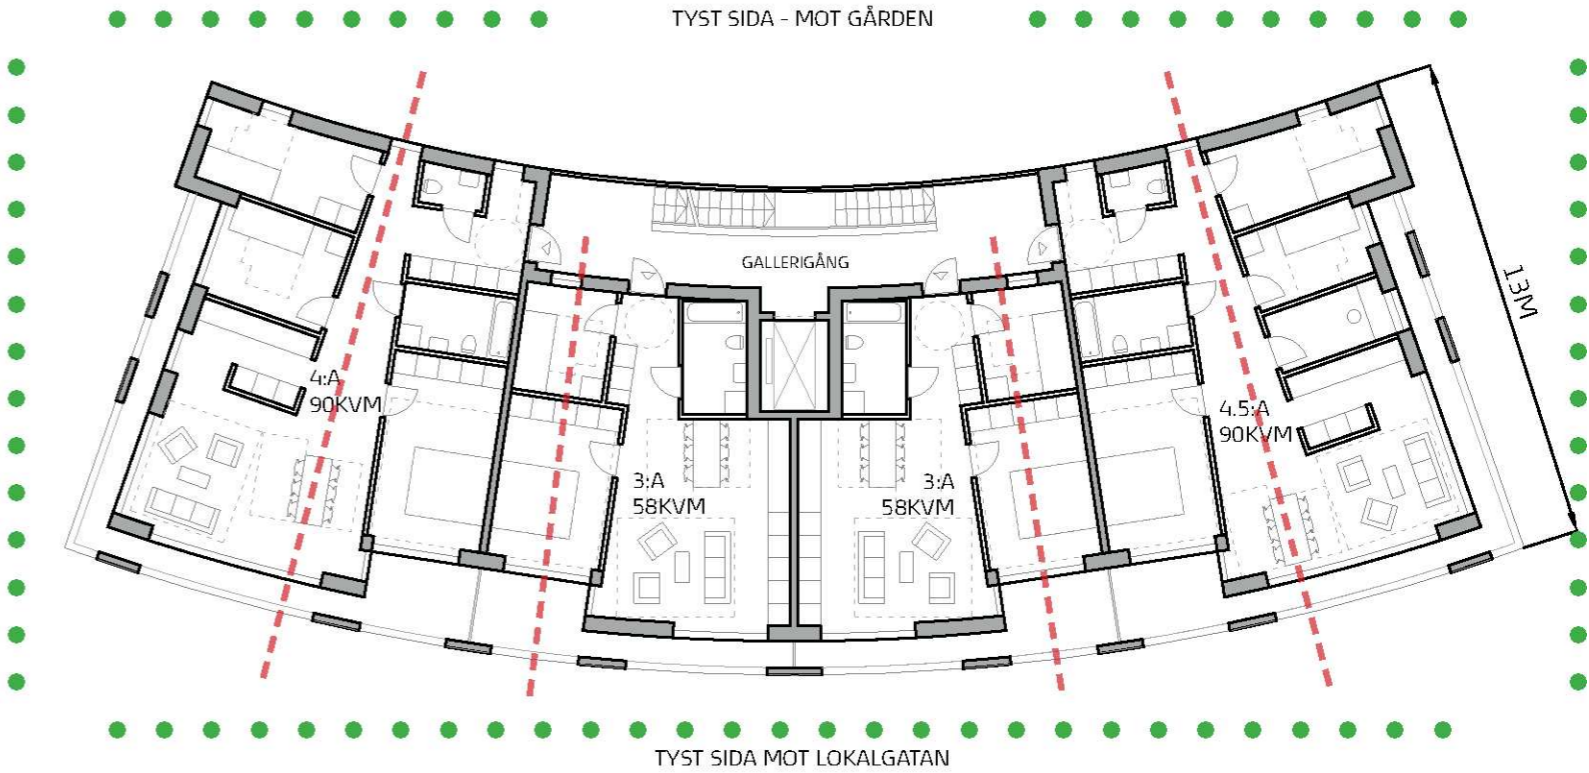 TYST SIDA - MOT GÅRDEN
GALLERIGÅNG
13M
4:A
90KVM
3:A
58KVM
3:A
58KVM
4.5:A
90KVM
TYST SIDA MOT LOKALGATAN